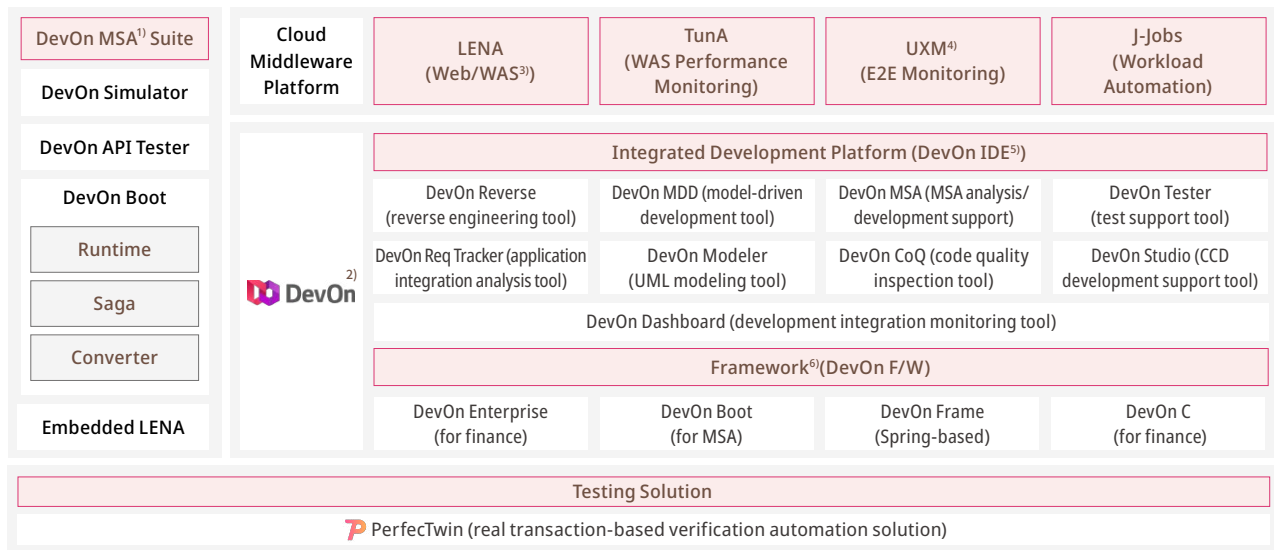 DevOn MSA1) Suite
DevOn Simulator
DevOn API Tester
DevOn Boot
Runtime
Saga
Converter
Embedded LENA
Cloud
Middleware
Platform
LENA
(Web/WAS3))
TunA
(WAS Performance
Monitoring)
UXM4)
(E2E Monitoring)
J-Jobs
(Workload
Automation)
DevOn 2)
Integrated Development Platform (DevOn IDE5))
DevOn Reverse
(reverse engineering tool)
DevOn MDD (model-driven
development tool)
DevOn MSA (MSA analysis/
development support)
DevOn Tester
(test support tool)
DevOn Req Tracker (application
integration analysis tool)
DevOn Modeler
(UML modeling tool)
DevOn CoQ (code quality
inspection tool)
DevOn Studio (CCD
development support tool)
DevOn Dashboard (development integration monitoring tool)
Framework6)(DevOn F/W)
DevOn Enterprise
(for finance)
DevOn Boot
(for MSA)
DevOn Frame
(Spring-based)
DevOn C
(for finance)
Testing Solution
PerfecTwin (real transaction-based verification automation solution)